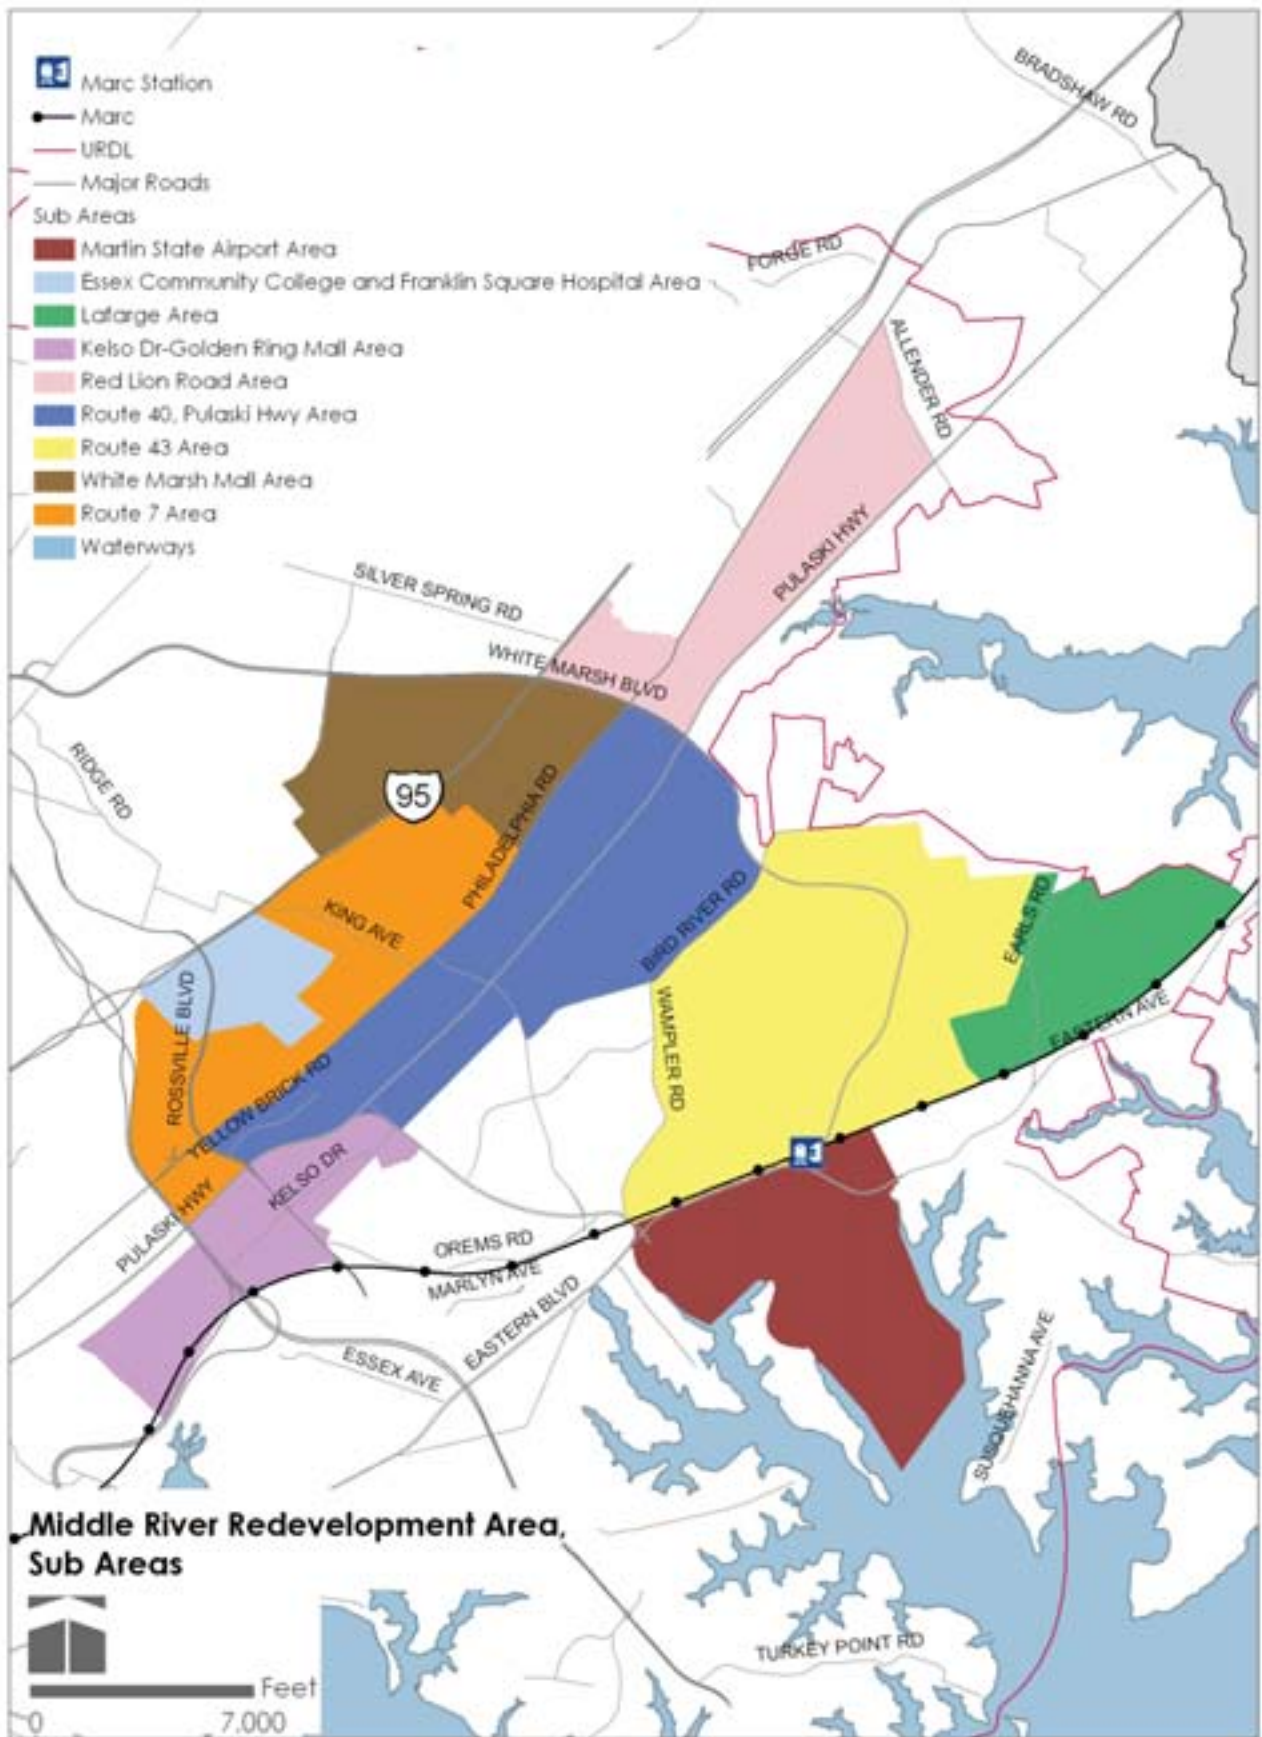 Marc Station
Marc
URDL
Major Roads
Sub Areas
Martin State Airport Area
Essex Community College and Franklin Square Hospital Area
Lafarge Area
Kelso Dr-Golden Ring Mall Area
Red Lion Road Area
Route 40, Pulaski Hwy Area
Route 43 Area
White Marsh Mall Area
Route 7 Area
Waterways
BRADSHAW RD
FORGE RD
ALLENDER RD
PULASKI HWY
SILVER SPRING RD
WHITE MARSH BLVD
RIDGE RD
95
PHILADELPHIA RD
KING AVE
BIRD RIVER RD
EARLS RD
ROSSVILLE BLVD
WAMPLER RD
EASTERN AVE
YELLOW BRICK RD
KELSO DR
PULASKI HWY
OREMS RD
MARLYN AVE
EASTERN BLVD
ESSEX AVE
SUSQUEHANNA AVE
Middle River Redevelopment Area,
Sub Areas
TURKEY POINT RD
Feet
0 7,000